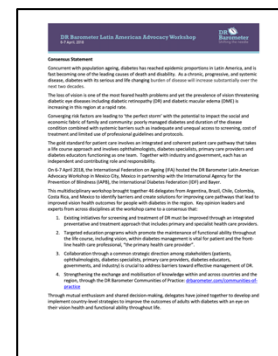 DR Barometer Latin American Advocacy Workshop
6-7 April, 2018
DR
Barometer
Consensus Statement
Concurrent with population ageing, diabetes has reached epidemic proportions in Latin America, and is
fast becoming one of the leading causes of death and disability. As a chronic, progressive, and systemic
disease, diabetes with its serious and life changing burden of disease will increase substantially over the
next two decades.
The loss of vision is one of the most feared health problems and yet the prevalence of vision threatening
diabetic eye diseases including diabetic retinopathy (DR) and diabetic macular edema (DME) is
increasing in this region at a rapid rate.
Converging risk factors are leading to 'the perfect storm' with the potential to impact the social and
economic fabric of family and community: poorly managed diabetes and duration of the disease
condition combined with systemic barriers such as inadequate and unequal access to screening, cost of
treatment and limited use of professional guidelines and protocols.
The gold standard for patient care involves an integrated and coherent patient care pathway that takes
a life course approach and involves ophthalmologists, diabetes specialists, primary care providers and
diabetes educators functioning as one team. Together with industry and government, each has an
independent and contributing role and responsibility.
On 6-7 April 2018, the International Federation on Ageing (IFA) hosted the DR Barometer Latin American
Advocacy Workshop in Mexico City, Mexico in partnership with the International Agency for the
Prevention of Blindness (IAPB), the International Diabetes Federation (IDF) and Bayer.
This multidisciplinary workshop brought together 46 delegates from Argentina, Brazil, Chile, Colombia,
Costa Rica, and Mexico to identify barriers and create solutions for improving care pathways that lead to
improved vision health outcomes for people with diabetes in the region. Key opinion leaders and
experts from across disciplines at the workshop came to a consensus that:
1. Existing initiatives for screening and treatment of DR must be improved through an integrated
preventative and treatment approach that includes primary and specialist health care providers.
2. Targeted education programs which promote the maintenance of functional ability throughout
the life course, including vision, within diabetes management is vital for patient and the front-
line health care professional, "the primary health care provider".
3. Collaboration through a common strategic direction among stakeholders (patients,
ophthalmologists, diabetes specialists, primary care providers, diabetes educators,
governments, and industry) is crucial to address barriers toward effective management of DR.
4. Strengthening the exchange and mobilisation of knowledge within and across countries and the
region, through the DR Barometer Communities of Practice: drbarometer.com/communities-of-
practice
Through mutual enthusiasm and shared decision-making, delegates have joined together to develop and
implement country-level strategies to improve the outcomes of adults with diabetes with an eye on
their vision health and functional ability throughout life.